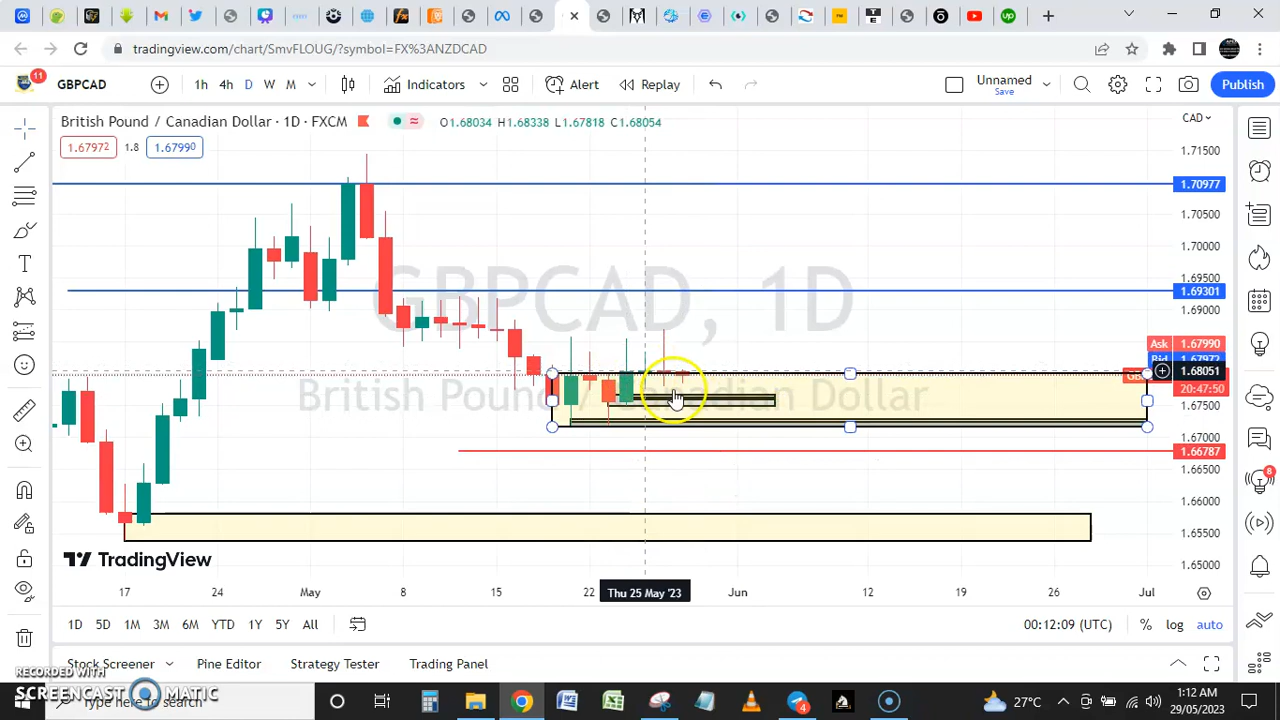 tradingview.com/chart/SmvFLOUG/?symbol=FX%3ANZDCAD
11
GBPCAD
1h 4h D W M
Indicators
Alert
Replay
Unnamed
Save
Publish
British Pound / Canadian Dollar · 1D · FXCM
O1.68034 H1.68338 L1.67818 C1.68054
CAD
1.67972 1.8 1.67990
1.71500
1.70977
1.70500
1.70000
1.69500
1.69301
1.69000
Ask 1.67990
Bid 1.67972
1.68051
20:47:50
1.67500
1.67000
1.66787
1.66500
1.66000
1.65500
1.65000
GBPCAD, 1D
British Pound / Canadian Dollar
TradingView
8
17 24 May 8 15 22 Thu 25 May '23 Jun 12 19 26 Jul
1D 5D 1M 3M 6M YTD 1Y 5Y All
00:12:09 (UTC) % log auto
Stock Screener Pine Editor Strategy Tester Trading Panel
RECORDED WITH
SCREENCAST MATIC
Type here to search
4
27°C
1:12 AM
29/05/2023